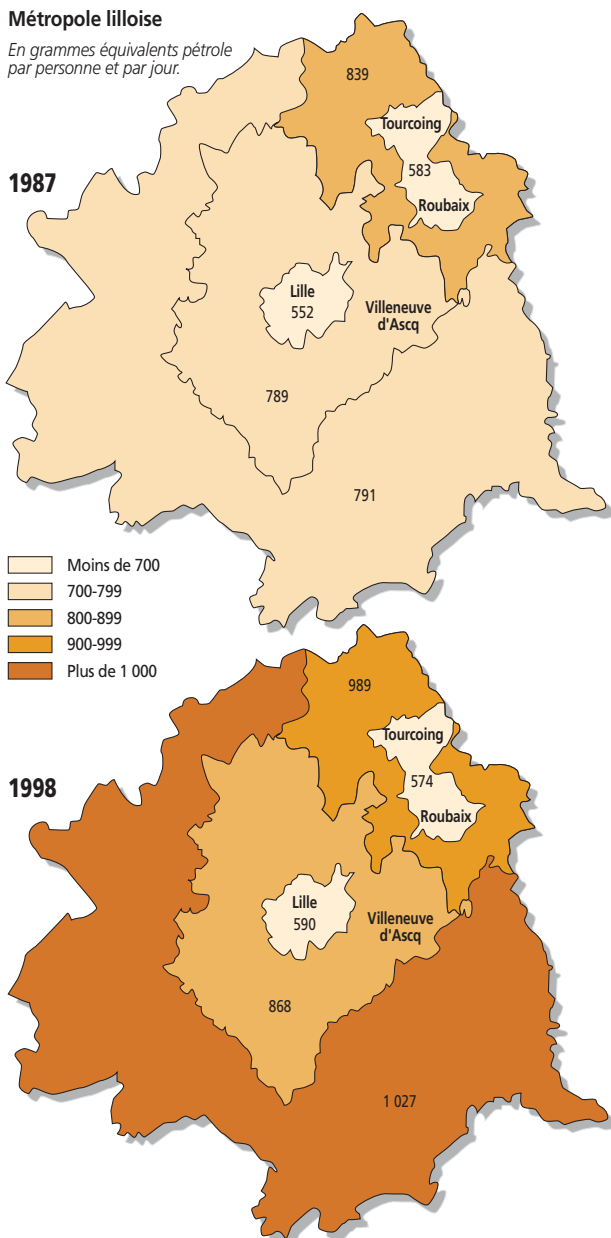 Métropole lilloise
En grammes équivalents pétrole
par personne et par jour.
1987
839
Tourcoing
583
Roubaix
Lille
552
Villeneuve
d'Ascq
789
791
Moins de 700
700-799
800-899
900-999
Plus de 1 000
1998
989
Tourcoing
574
Roubaix
Lille
590
Villeneuve
d'Ascq
868
1 027